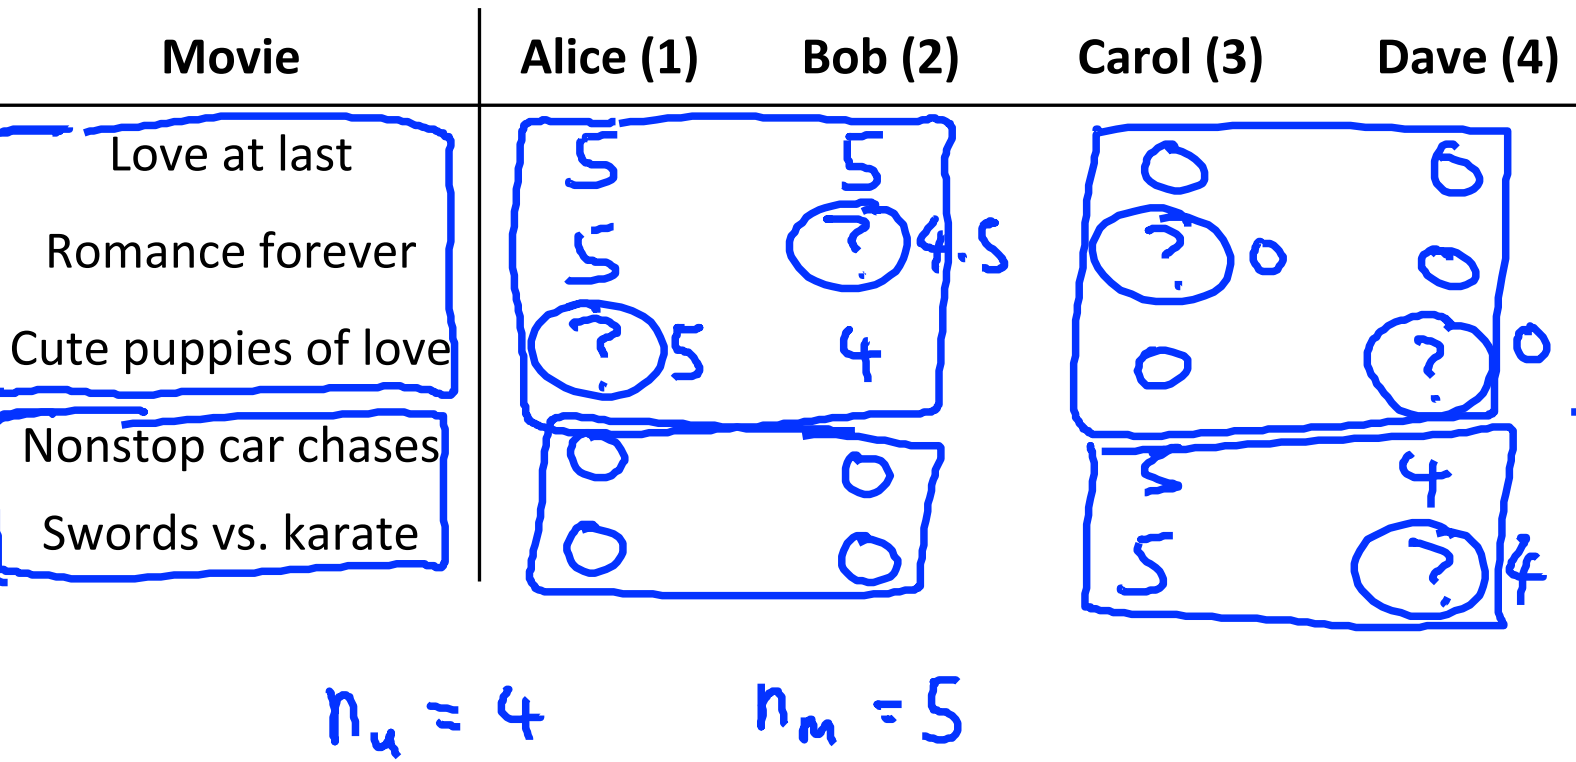 Movie Alice (1) Bob (2) Carol (3) Dave (4)
Love at last 5 5 0 0
Romance forever 5 ? 4.5 ? 0 0
Cute puppies of love ? 5 4 0 ? 0
Nonstop car chases 0 0 5 4
Swords vs. karate 0 0 5 ? 4
nu = 4 nm = 5